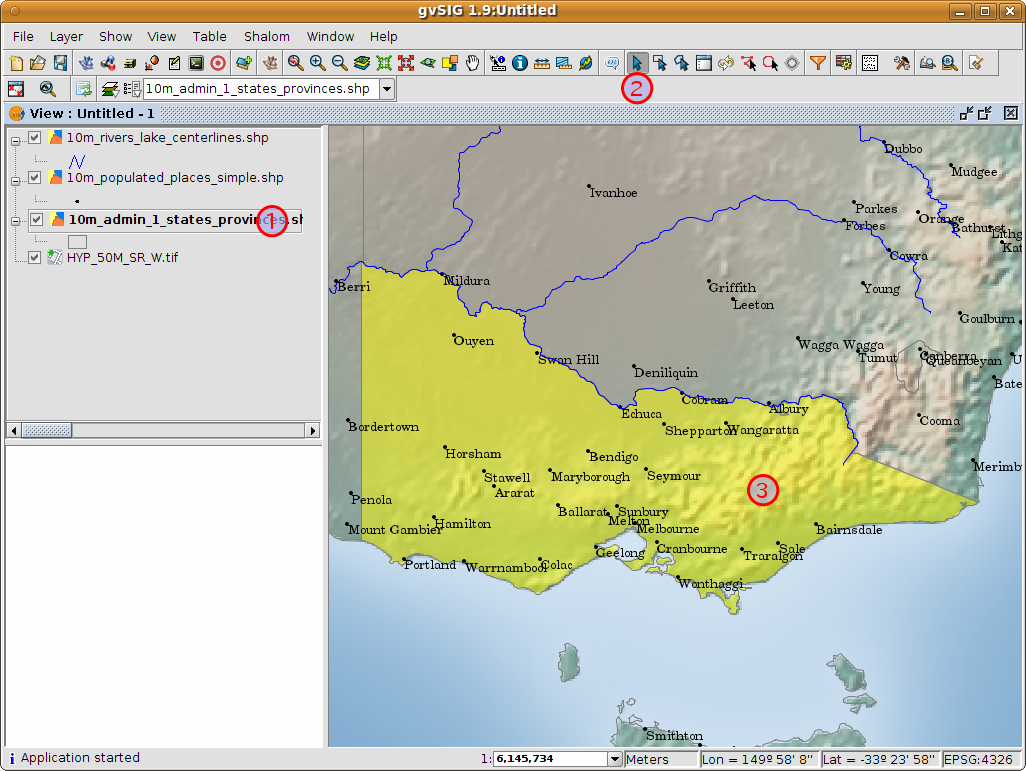 gvSIG 1.9:Untitled
File Layer Show View Table Shalom Window Help
10m_admin_1_states_provinces.shp
2
View : Untitled - 1
10m_rivers_lake_centerlines.shp
10m_populated_places_simple.shp
10m_admin_1_states_provinces.sh
1
HYP_50M_SR_W.tif
Dubbo
Mudgee
Ivanhoe
Parkes
Orange
Forbes
Bathurst
Lithg
Kat
Cowra
Berri
Mildura
Griffith
Young
Leeton
Goulburn
Ouyen
Wagga Wagga
Swan Hill
Tumut
Canberra
Queanbeyan
U
Deniliquin
Bate
Cobram
Echuca
Albury
Bordertown
Shepparton
Wangaratta
Cooma
Horsham
Bendigo
Merimb
Stawell
Maryborough
Seymour
Ararat
3
Penola
Ballarat
Sunbury
Mount Gambier
Hamilton
Melton
Melbourne
Bairnsdale
Geelong
Cranbourne
Sale
Traralgon
Portland
Warrnambool
Colac
Wonthaggi
Smithton
Application started
1: 6,145,734 Meters Lon = 149º 58' 8" Lat = -33º 23' 58" EPSG:4326